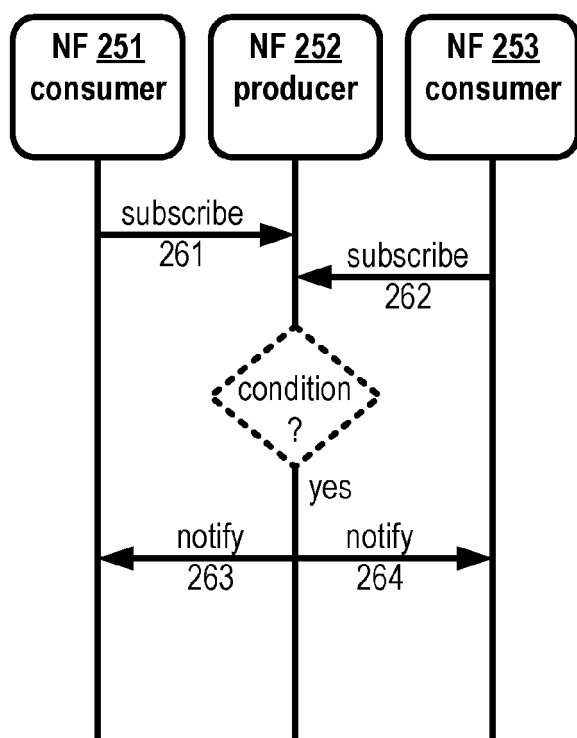 NF 251
consumer
NF 252
producer
NF 253
consumer
subscribe
261
subscribe
262
condition
?
yes
notify
263
notify
264